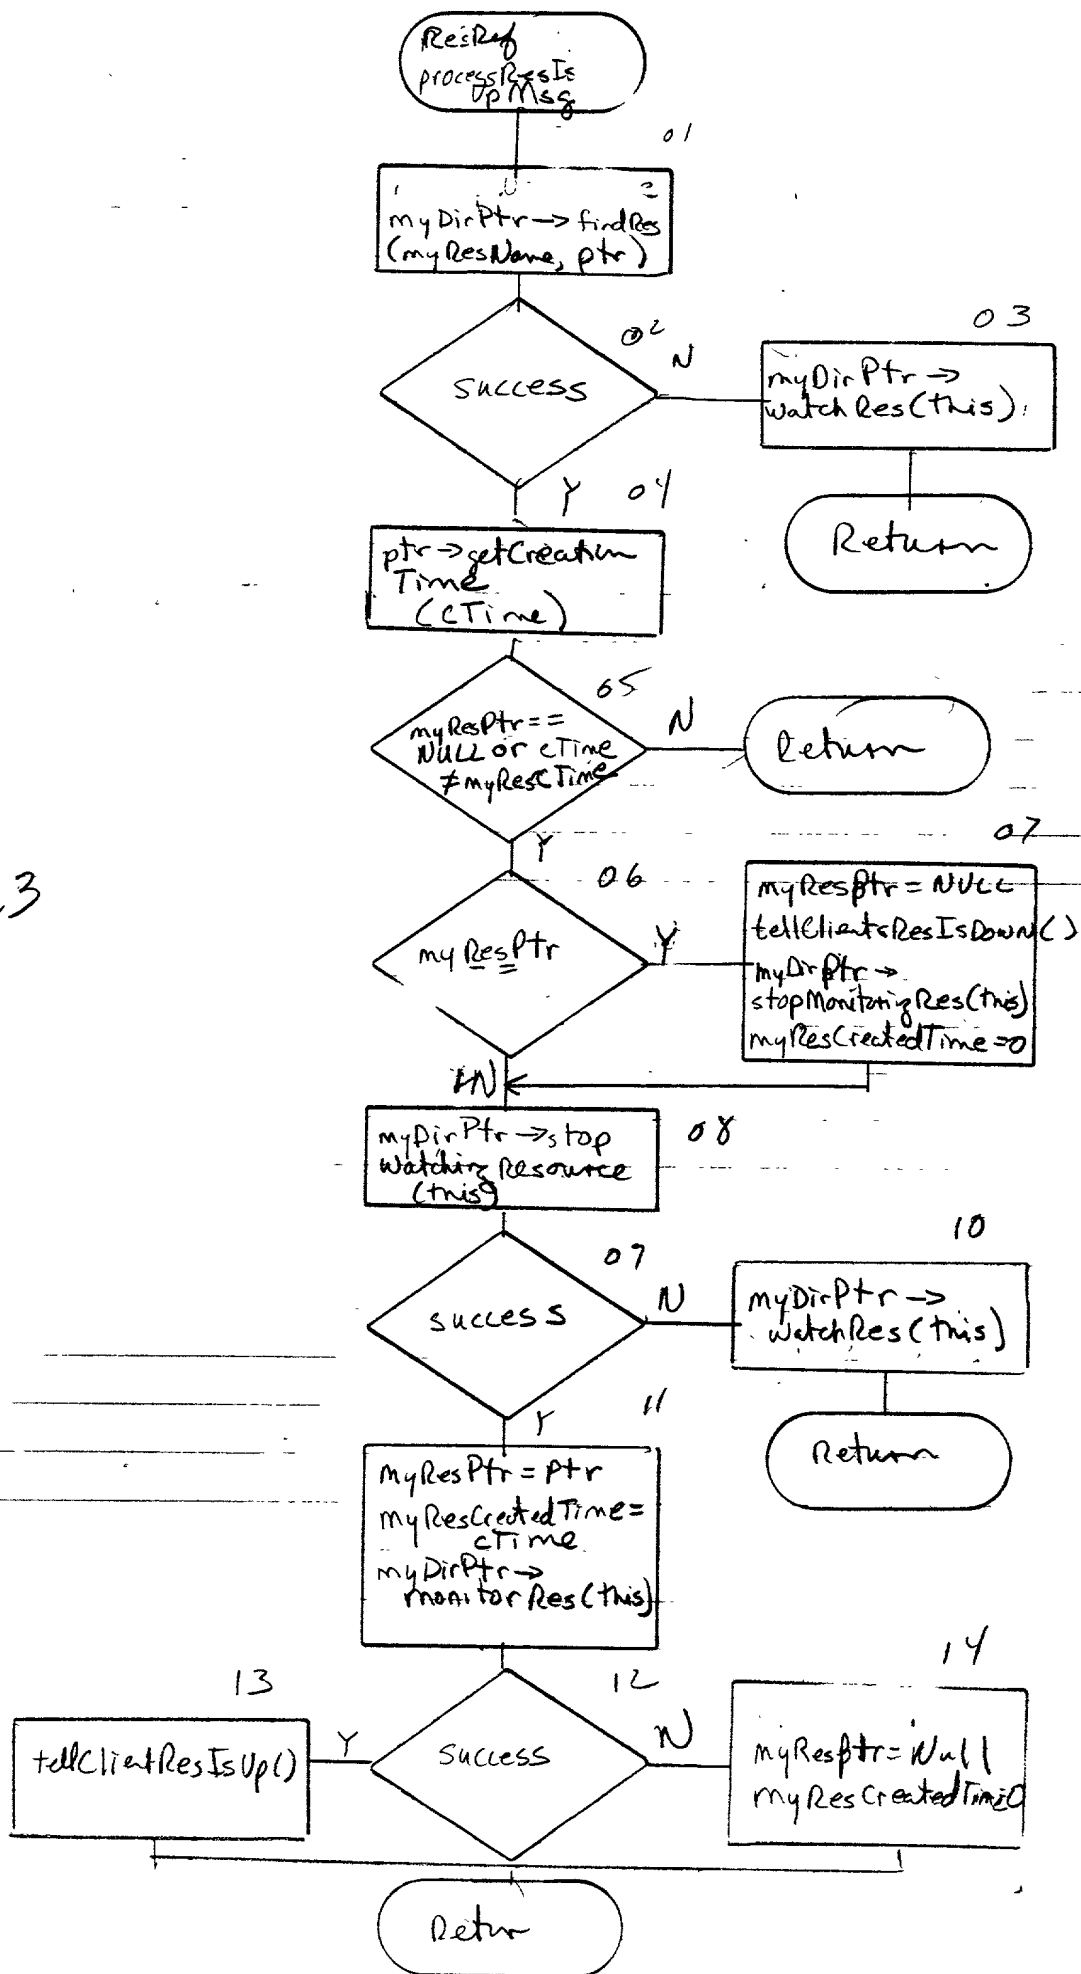 ResRef
processResIs
UpMsg
01
myDirPtr → findRes
(myResName, ptr)
02
success
N
03
myDirPtr →
watchRes(this)
Return
Y
04
ptr → getCreation
Time
(cTime)
05
myResPtr ==
NULL or cTime
≠ myResCTime
N
Return
Y
06
myResPtr
Y
07
myResPtr = NULL
tellClientsResIsDown()
myDirPtr →
stopMonitoringRes(this)
myResCreatedTime = 0
3
N
08
myDirPtr → stop
Watching Resource
(this)
09
success
N
10
myDirPtr →
watchRes(this)
Return
Y
11
myResPtr = ptr
myResCreatedTime =
cTime
myDirPtr →
monitorRes(this)
12
success
Y
13
tellClientResIsUp()
N
14
myResPtr = Null
myResCreatedTime=0
Retur